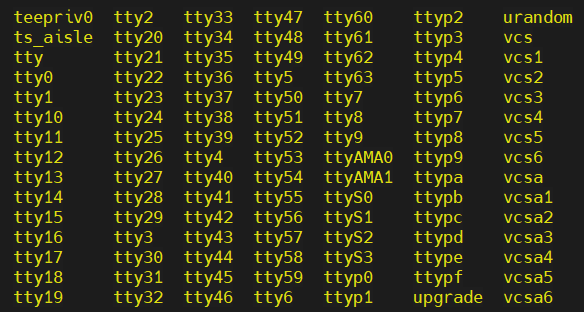 teepriv0 tty2 tty33 tty47 tty60 ttyp2 urandom
ts_aisle tty20 tty34 tty48 tty61 ttyp3 vcs
tty tty21 tty35 tty49 tty62 ttyp4 vcs1
tty0 tty22 tty36 tty5 tty63 ttyp5 vcs2
tty1 tty23 tty37 tty50 tty7 ttyp6 vcs3
tty10 tty24 tty38 tty51 tty8 ttyp7 vcs4
tty11 tty25 tty39 tty52 tty9 ttyp8 vcs5
tty12 tty26 tty4 tty53 ttyAMA0 ttyp9 vcs6
tty13 tty27 tty40 tty54 ttyAMA1 ttypa vcsa
tty14 tty28 tty41 tty55 ttyS0 ttypb vcsa1
tty15 tty29 tty42 tty56 ttyS1 ttypc vcsa2
tty16 tty3 tty43 tty57 ttyS2 ttypd vcsa3
tty17 tty30 tty44 tty58 ttyS3 ttype vcsa4
tty18 tty31 tty45 tty59 ttyp0 ttypf vcsa5
tty19 tty32 tty46 tty6 ttyp1 upgrade vcsa6